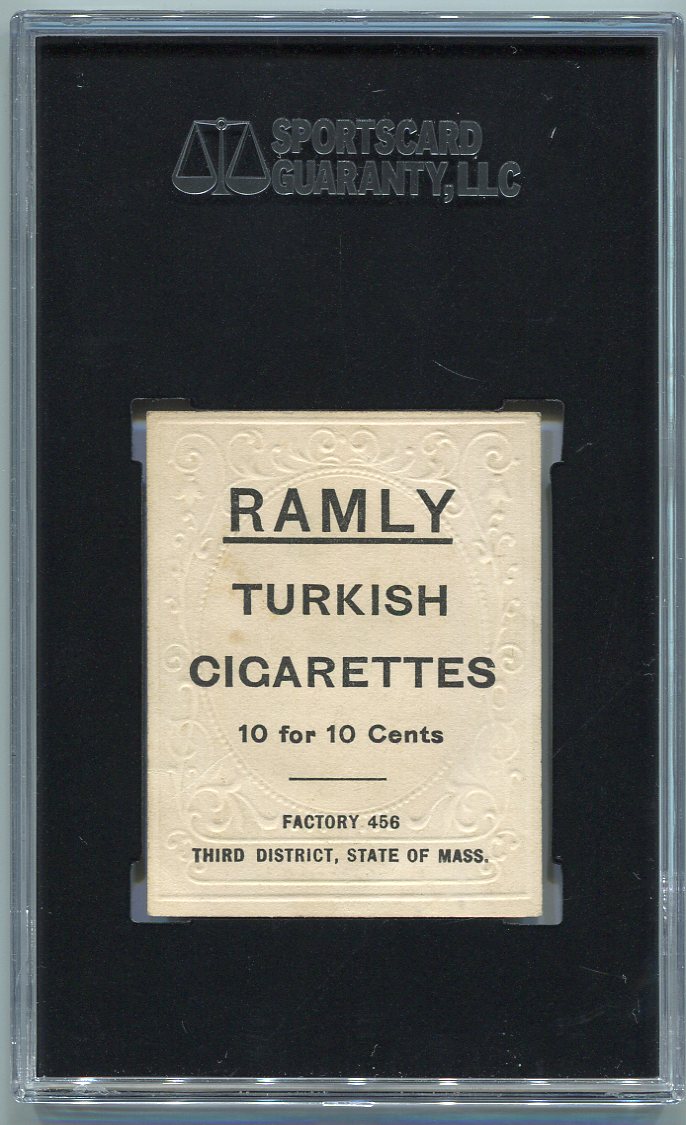 SPORTSCARD
GUARANTY, LLC
RAMLY
TURKISH
CIGARETTES
10 for 10 Cents
FACTORY 456
THIRD DISTRICT, STATE OF MASS.